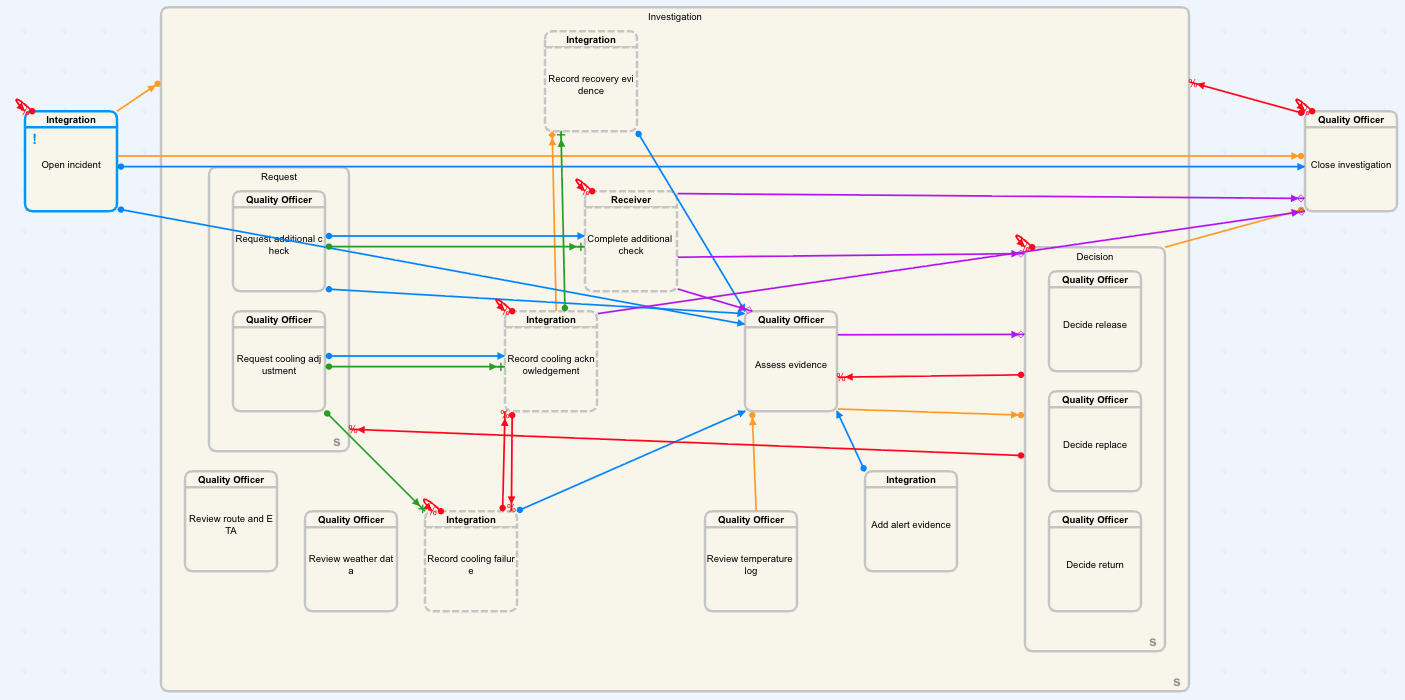 Investigation
Integration
Record recovery evi
dence
Integration
!
Open incident
Quality Officer
Close investigation
Request
Quality Officer
Request additional c
heck
Receiver
Complete additional
check
Decision
Quality Officer
Decide release
Quality Officer
Request cooling adj
ustment
s
Integration
Record cooling ackn
owledgement
Quality Officer
Assess evidence
Quality Officer
Decide replace
Quality Officer
Review route and E
TA
Quality Officer
Review weather dat
a
Integration
Record cooling failur
e
Quality Officer
Review temperature
log
Integration
Add alert evidence
Quality Officer
Decide return
s
s
%
%
%
%
%
%
%
%
%
%
%
%